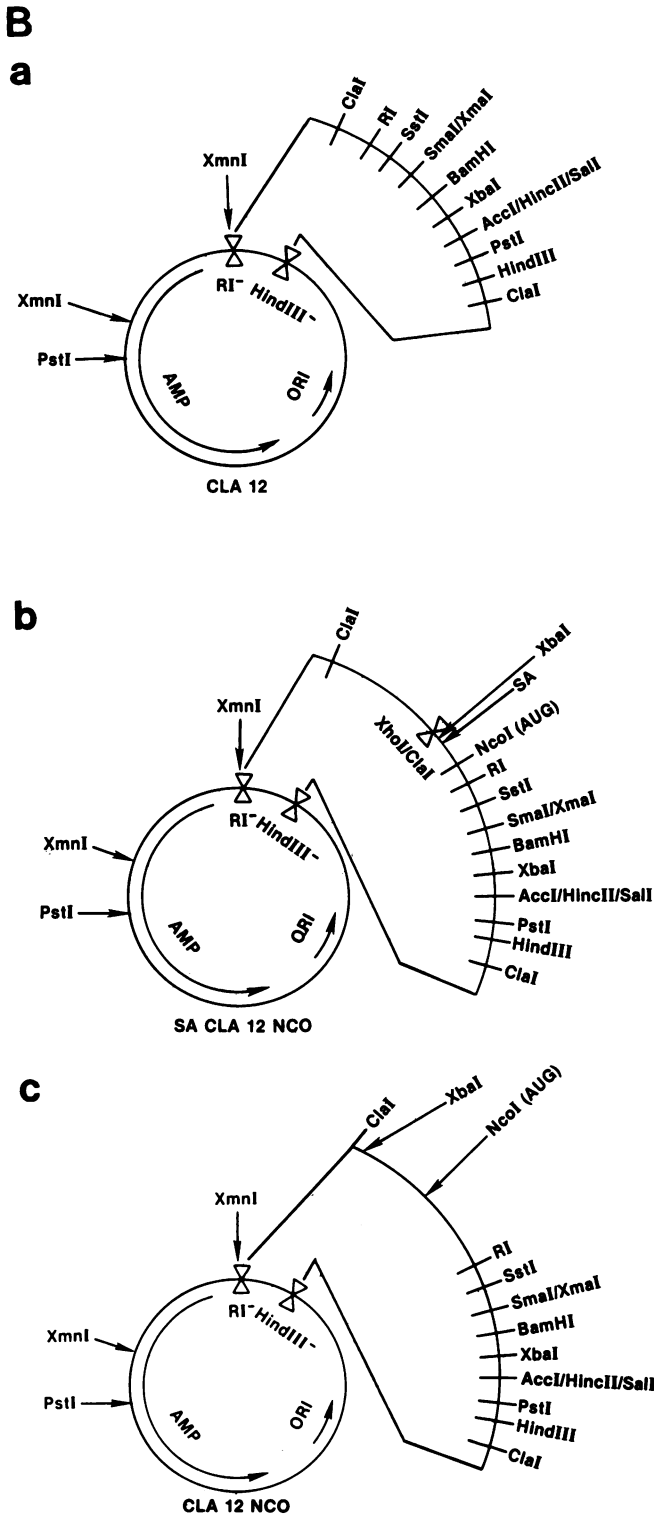 B
a
ClaI
RI
SstI
SmaI/XmaI
BamHI
XbaI
AccI/HincII/SalI
PstI
HindIII
ClaI
XmnI
RI⁻
HindIII⁻
XmnI
PstI
AMP
ORI
CLA 12
b
ClaI
XbaI
SA
NcoI (AUG)
XhoI/ClaI
RI
SstI
SmaI/XmaI
BamHI
XbaI
AccI/HincII/SalI
PstI
HindIII
ClaI
XmnI
RI⁻
HindIII⁻
XmnI
PstI
AMP
ORI
SA CLA 12 NCO
c
ClaI
XbaI
NcoI (AUG)
RI
SstI
SmaI/XmaI
BamHI
XbaI
AccI/HincII/SalI
PstI
HindIII
ClaI
XmnI
RI⁻
HindIII⁻
XmnI
PstI
AMP
ORI
CLA 12 NCO